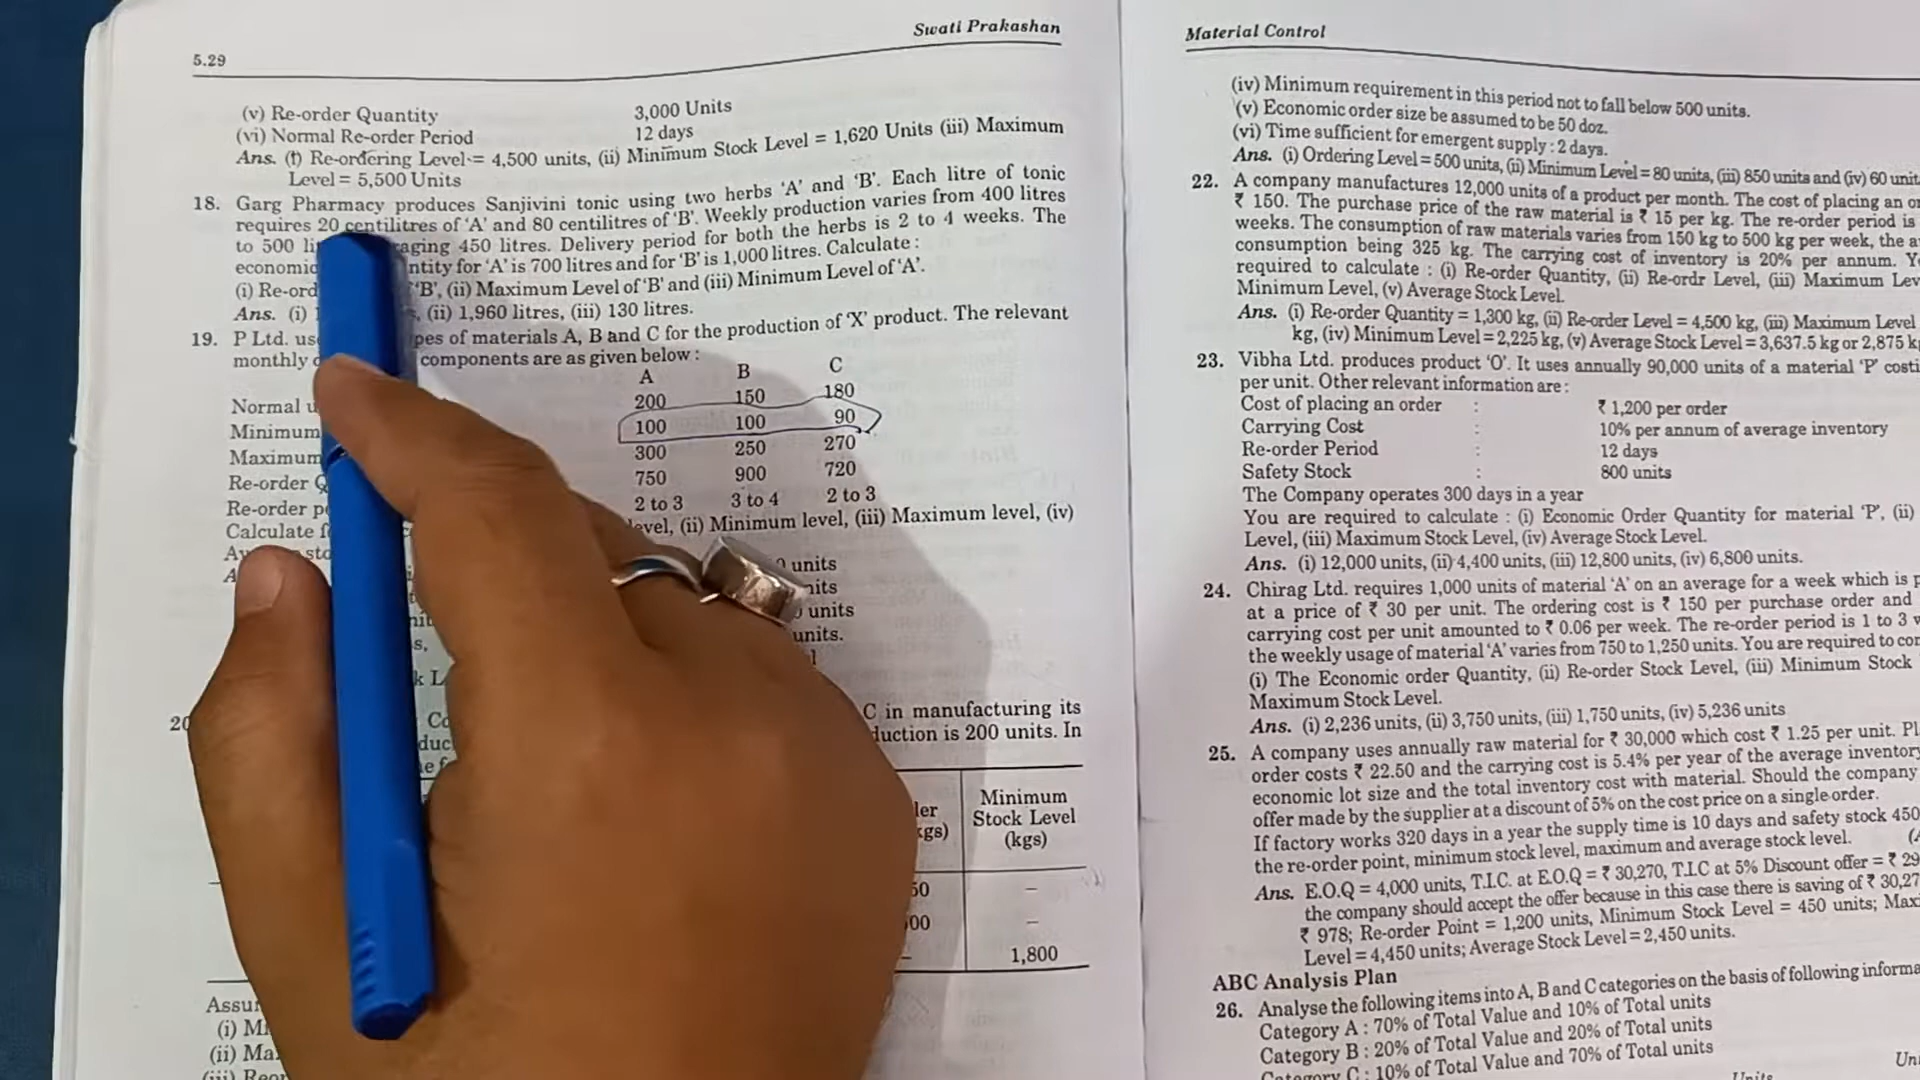 Swati Prakashan
5.29
(v) Re-order Quantity 3,000 Units
(vi) Normal Re-order Period 12 days
Ans. (i) Re-ordering Level = 4,500 units, (ii) Minimum Stock Level = 1,620 Units (iii) Maximum
Level = 5,500 Units
18. Garg Pharmacy produces Sanjivini tonic using two herbs 'A' and 'B'. Each litre of tonic
requires 20 centilitres of 'A' and 80 centilitres of 'B'. Weekly production varies from 400 litres
to 500 averaging 450 litres. Delivery period for both the herbs is 2 to 4 weeks. The
economic for 'A' is 700 litres and for 'B' is 1,000 litres. Calculate :
(i) 'B', (ii) Maximum Level of 'B' and (iii) Minimum Level of 'A'.
Ans. (i) (ii) 1,960 litres, (iii) 130 litres.
19. P Ltd. of materials A, B and C for the production of 'X' product. The relevant
monthly components are as given below :
A B C
Normal 200 150 180
Minimum 100 100 90
Maximum 300 250 270
Re-order 750 900 720
Re-order 2 to 3 3 to 4 2 to 3
Calculate level, (ii) Minimum level, (iii) Maximum level, (iv)
units
units
units.
C in manufacturing its
is 200 units. In
Minimum
Stock Level
(kgs)
–
–
1,800
(i)
(ii)
(iii)
Material Control
(iv) Minimum requirement in this period not to fall below 500 units.
(v) Economic order size be assumed to be 50 doz.
(vi) Time sufficient for emergent supply : 2 days.
Ans. (i) Ordering Level = 500 units, (ii) Minimum Level = 80 units, (iii) 850 units and (iv) 60
22. A company manufactures 12,000 units of a product per month. The cost of placing an
₹ 150. The purchase price of the raw material is ₹ 15 per kg. The re-order period is
weeks. The consumption of raw materials varies from 150 kg to 500 kg per week, the
consumption being 325 kg. The carrying cost of inventory is 20% per annum.
required to calculate : (i) Re-order Quantity, (ii) Re-ordr Level, (iii) Maximum
Minimum Level, (v) Average Stock Level.
Ans. (i) Re-order Quantity = 1,300 kg, (ii) Re-order Level = 4,500 kg, (iii) Maximum Level
kg, (iv) Minimum Level = 2,225 kg, (v) Average Stock Level = 3,637.5 kg or 2,875
23. Vibha Ltd. produces product 'O'. It uses annually 90,000 units of a material 'P'
per unit. Other relevant information are :
Cost of placing an order : ₹ 1,200 per order
Carrying Cost : 10% per annum of average inventory
Re-order Period : 12 days
Safety Stock : 800 units
The Company operates 300 days in a year
You are required to calculate : (i) Economic Order Quantity for material 'P', (ii)
Level, (iii) Maximum Stock Level, (iv) Average Stock Level.
Ans. (i) 12,000 units, (ii) 4,400 units, (iii) 12,800 units, (iv) 6,800 units.
24. Chirag Ltd. requires 1,000 units of material 'A' on an average for a week which is
at a price of ₹ 30 per unit. The ordering cost is ₹ 150 per purchase order and
carrying cost per unit amounted to ₹ 0.06 per week. The re-order period is 1 to 3
the weekly usage of material 'A' varies from 750 to 1,250 units. You are required to
(i) The Economic order Quantity, (ii) Re-order Stock Level, (iii) Minimum Stock
Maximum Stock Level.
Ans. (i) 2,236 units, (ii) 3,750 units, (iii) 1,750 units, (iv) 5,236 units
25. A company uses annually raw material for ₹ 30,000 which cost ₹ 1.25 per unit.
order costs ₹ 22.50 and the carrying cost is 5.4% per year of the average inventory
economic lot size and the total inventory cost with material. Should the company
offer made by the supplier at a discount of 5% on the cost price on a single order.
If factory works 320 days in a year the supply time is 10 days and safety stock 450
the re-order point, minimum stock level, maximum and average stock level.
Ans. E.O.Q = 4,000 units, T.I.C. at E.O.Q = ₹ 30,270, T.I.C at 5% Discount offer = ₹
the company should accept the offer because in this case there is saving of ₹
₹ 978; Re-order Point = 1,200 units, Minimum Stock Level = 450 units;
Level = 4,450 units; Average Stock Level = 2,450 units.
ABC Analysis Plan
26. Analyse the following items into A, B and C categories on the basis of following
Category A : 70% of Total Value and 10% of Total units
Category B : 20% of Total Value and 20% of Total units
Category C : 10% of Total Value and 70% of Total units
Units